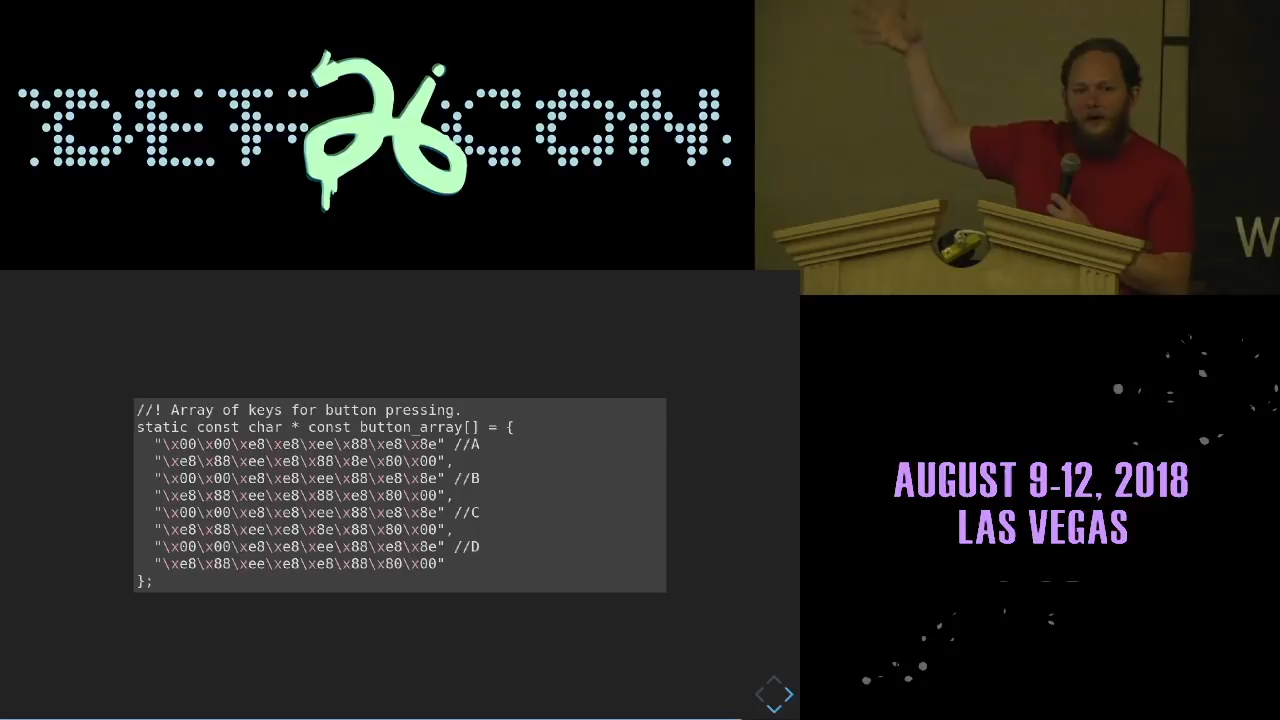 DEF 26 CON
W
//! Array of keys for button pressing.
static const char * const button_array[] = {
"\x00\x00\xe8\xe8\xee\x88\xe8\x8e" //A
"\xe8\x88\xee\xe8\x88\x8e\x80\x00",
"\x00\x00\xe8\xe8\xee\x88\xe8\x8e" //B
"\xe8\x88\xee\x88\xe8\xe8\x80\x00",
"\x00\x00\xe8\xe8\xee\x88\xe8\x8e" //C
"\xe8\x88\xee\xe8\x8e\x88\x80\x00",
"\x00\x00\xe8\xe8\xee\x88\xe8\x8e" //D
"\xe8\x88\xee\xe8\xe8\x88\x80\x00"
};
AUGUST 9-12, 2018
LAS VEGAS